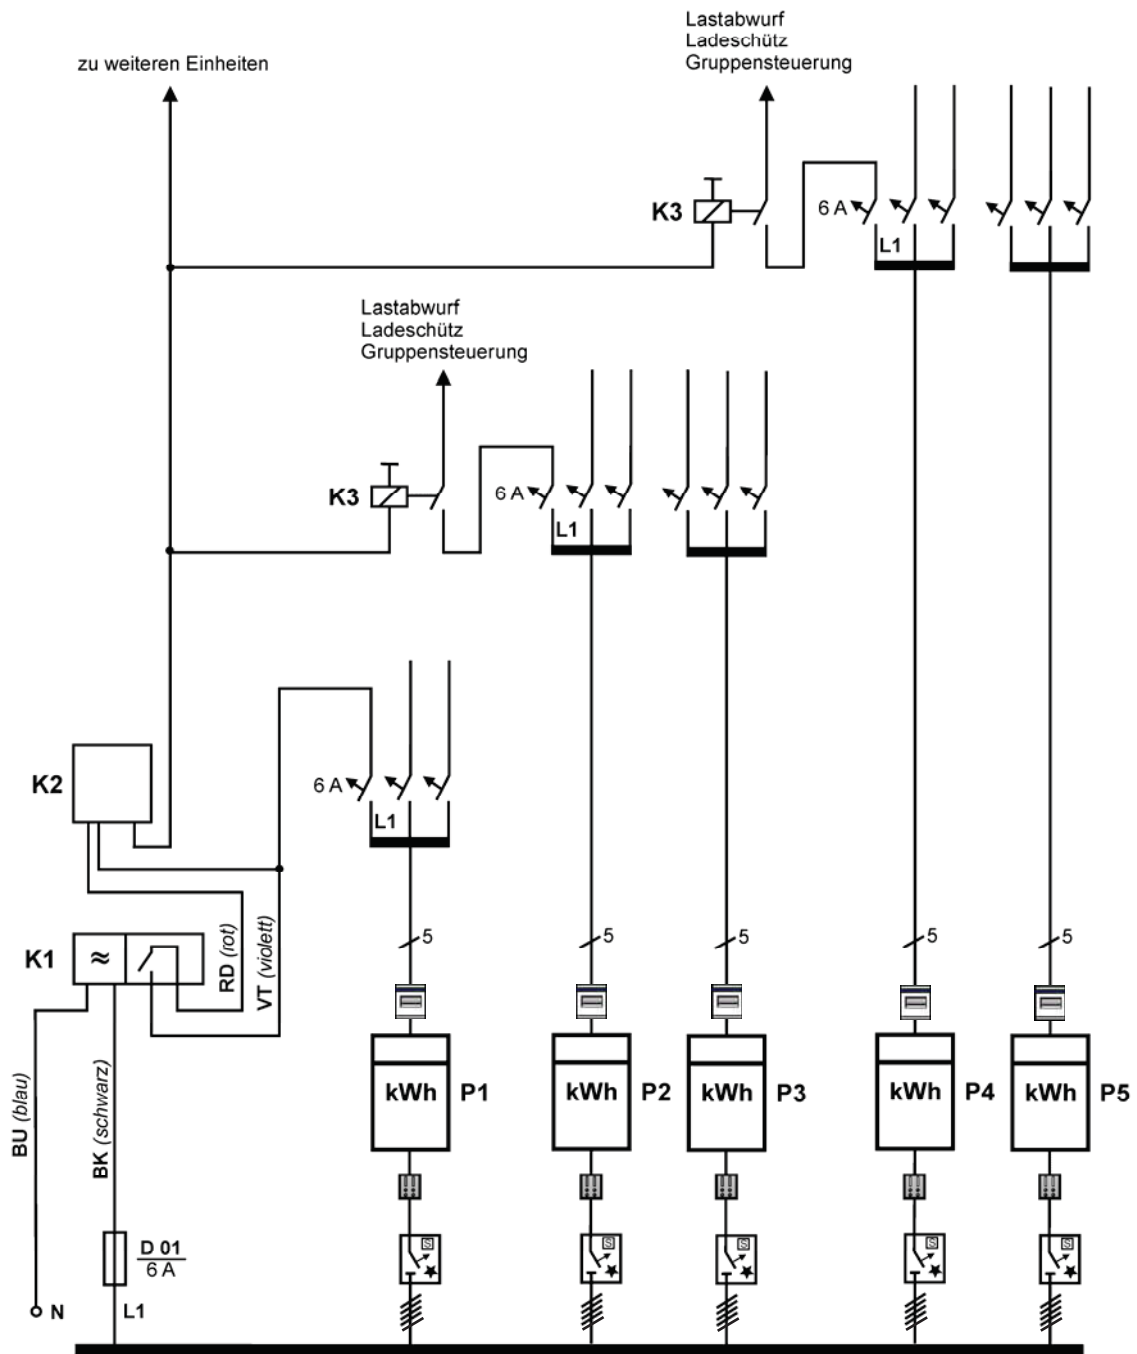 Lastabwurf
Ladeschütz
Gruppensteuerung
zu weiteren Einheiten
K3
6 A
L1
Lastabwurf
Ladeschütz
Gruppensteuerung
K3
6 A
L1
K2
6 A
L1
K1
≈
RD (rot)
VT (violett)
5
5
5
5
5
BU (blau)
BK (schwarz)
kWh
P1
kWh
P2
kWh
P3
kWh
P4
kWh
P5
S
S
S
S
S
D 01
6 A
N
L1